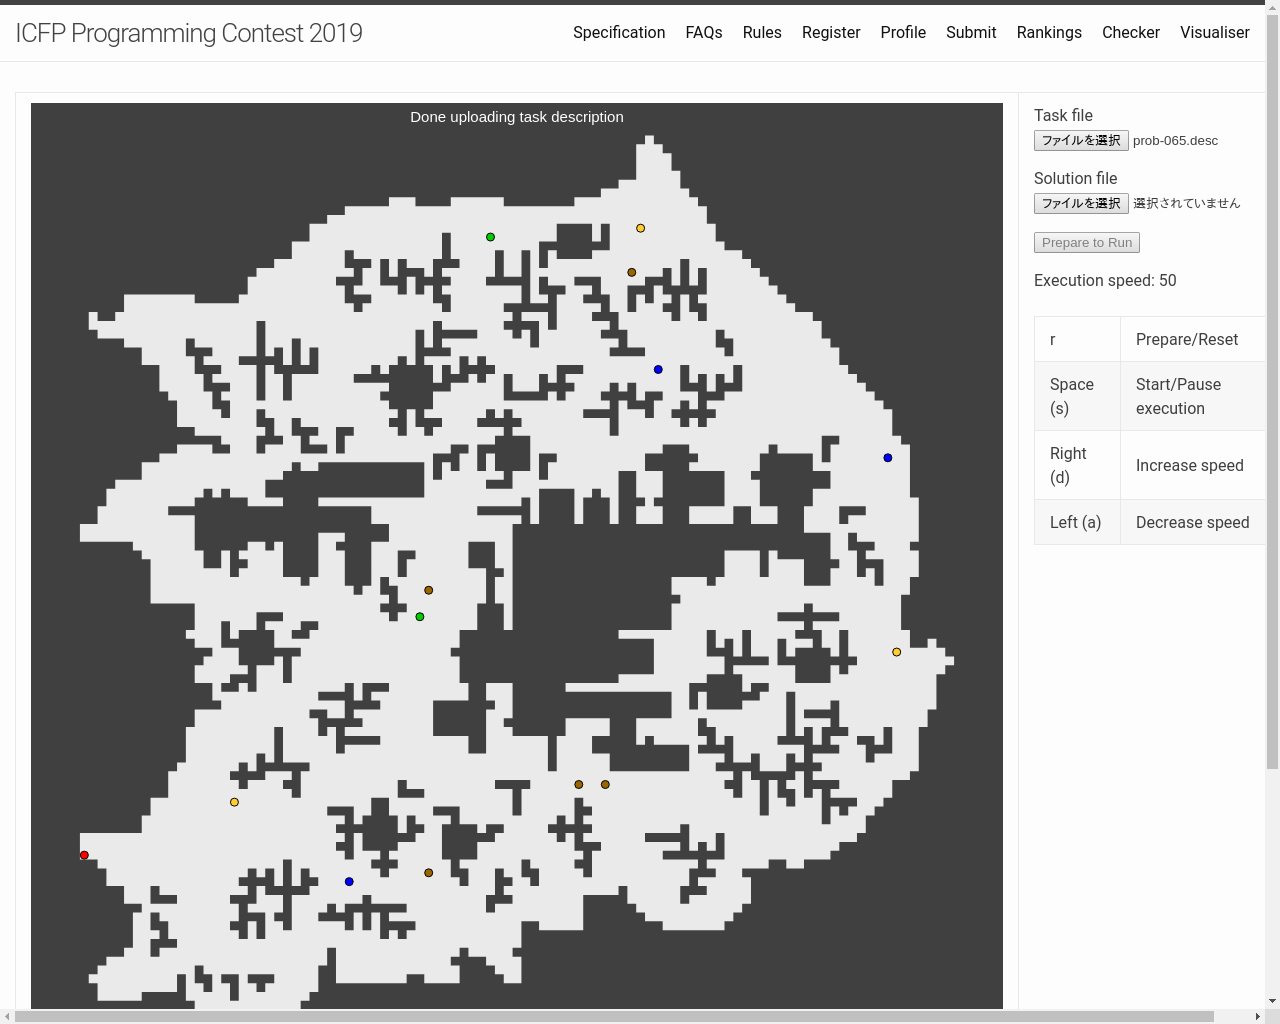 ICFP Programming Contest 2019
Specification FAQs Rules Register Profile Submit Rankings Checker Visualiser
Done uploading task description
Task file
ファイルを選択 prob-065.desc
Solution file
ファイルを選択 選択されていません
Prepare to Run
Execution speed: 50
r Prepare/Reset
Space (s) Start/Pause execution
Right (d) Increase speed
Left (a) Decrease speed